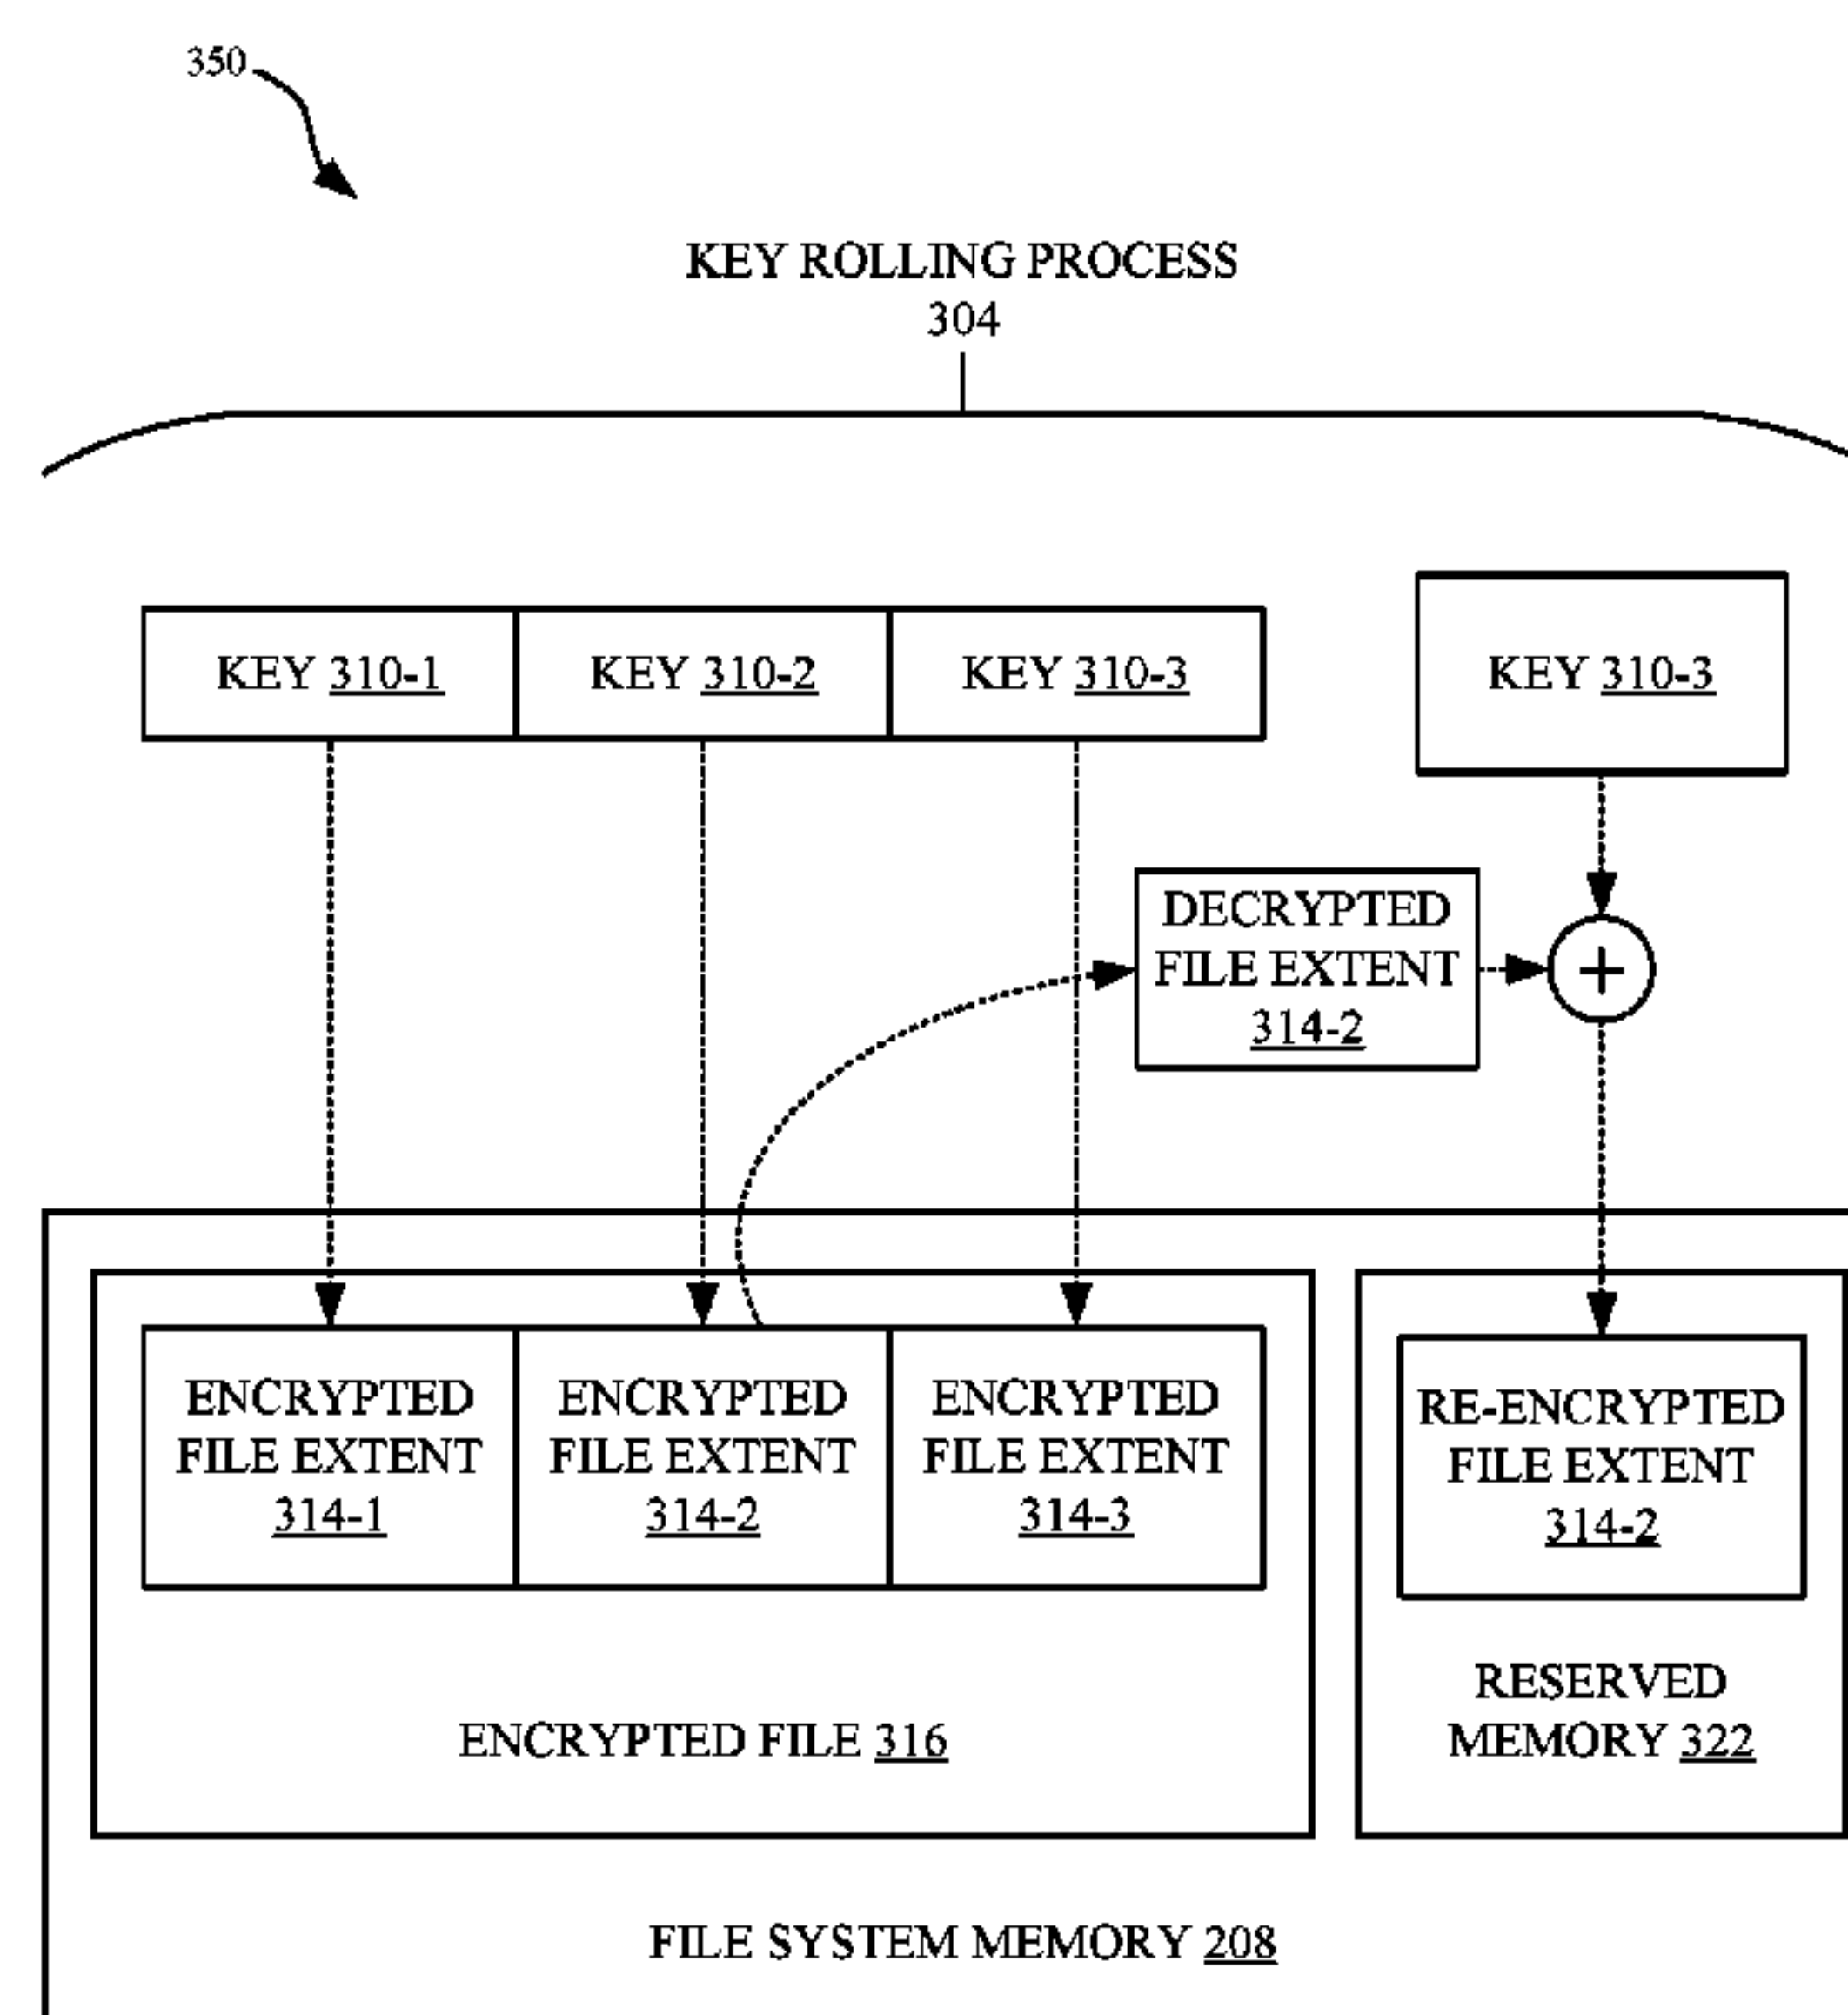 350
KEY ROLLING PROCESS
304
KEY 310-1
KEY 310-2
KEY 310-3
KEY 310-3
DECRYPTED
FILE EXTENT
314-2
+
ENCRYPTED
FILE EXTENT
314-1
ENCRYPTED
FILE EXTENT
314-2
ENCRYPTED
FILE EXTENT
314-3
RE-ENCRYPTED
FILE EXTENT
314-2
ENCRYPTED FILE 316
RESERVED
MEMORY 322
FILE SYSTEM MEMORY 208